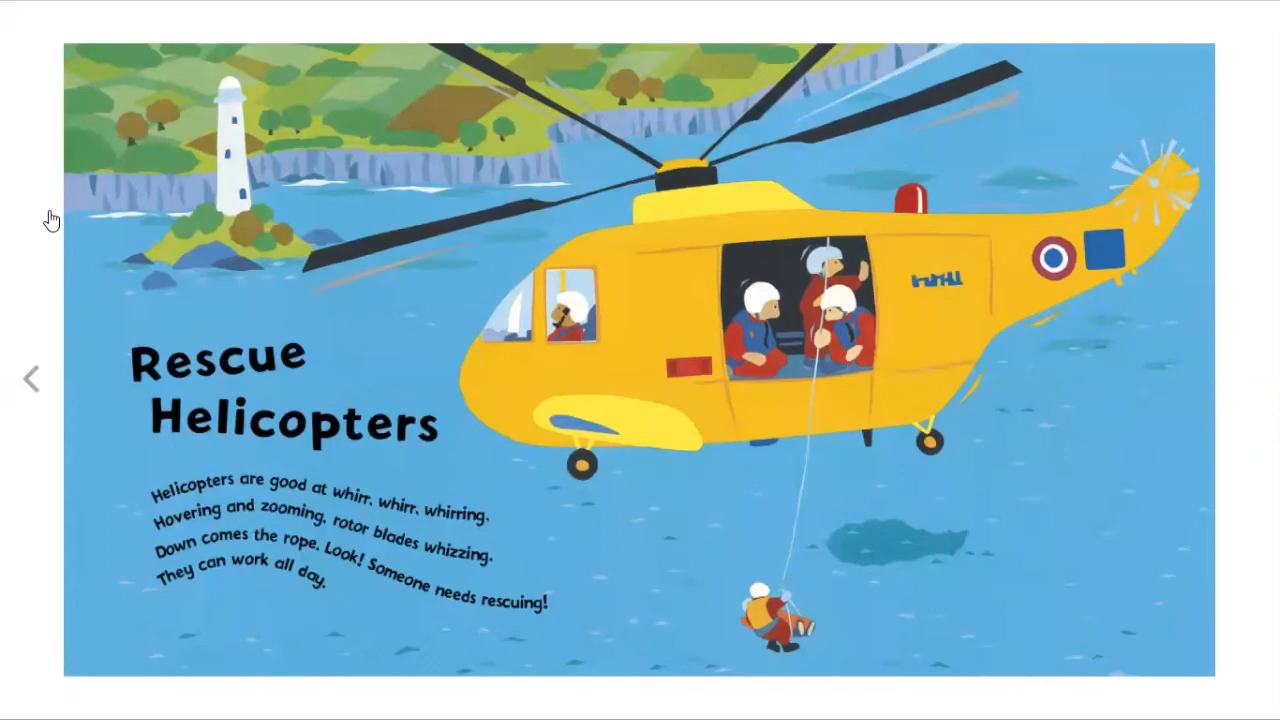 Rescue
Helicopters
Helicopters are good at whirr, whirr, whirring.
Hovering and zooming, rotor blades whizzing.
Down comes the rope. Look! Someone needs rescuing!
They can work all day.